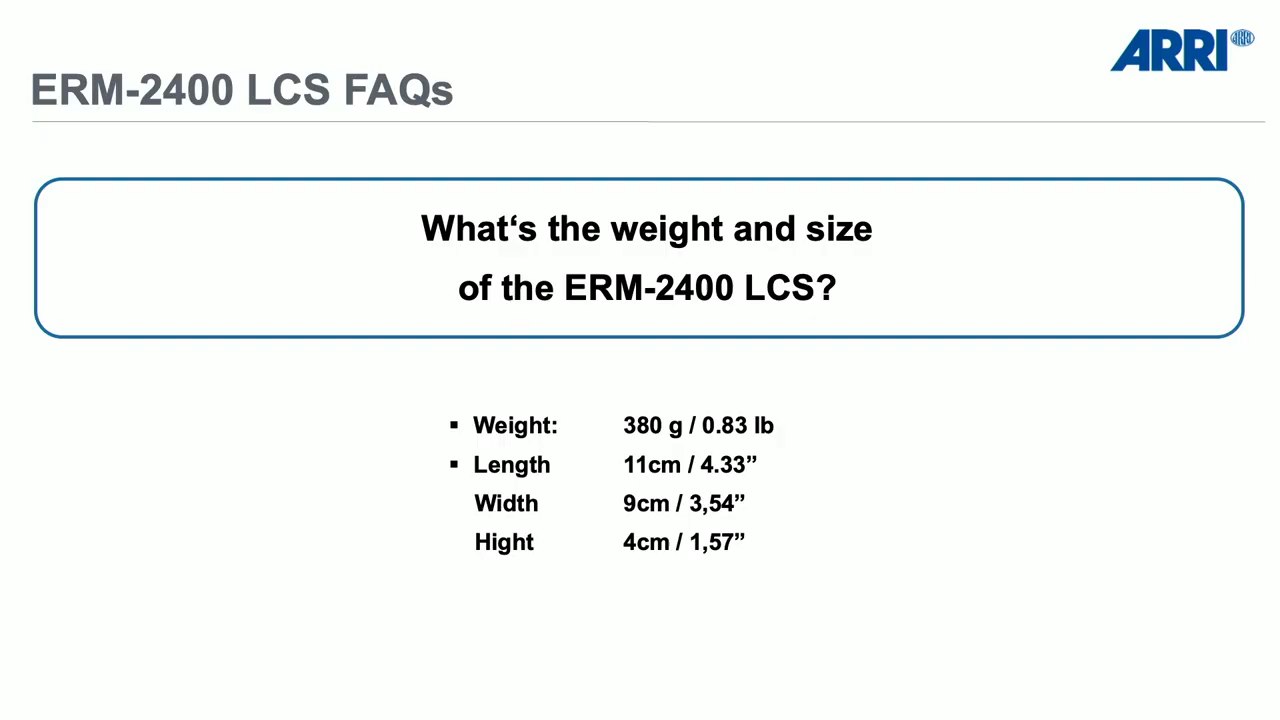 ARRI
ERM-2400 LCS FAQs
What‘s the weight and size
of the ERM-2400 LCS?
▪ Weight: 380 g / 0.83 lb
▪ Length 11cm / 4.33”
Width 9cm / 3,54”
Hight 4cm / 1,57”